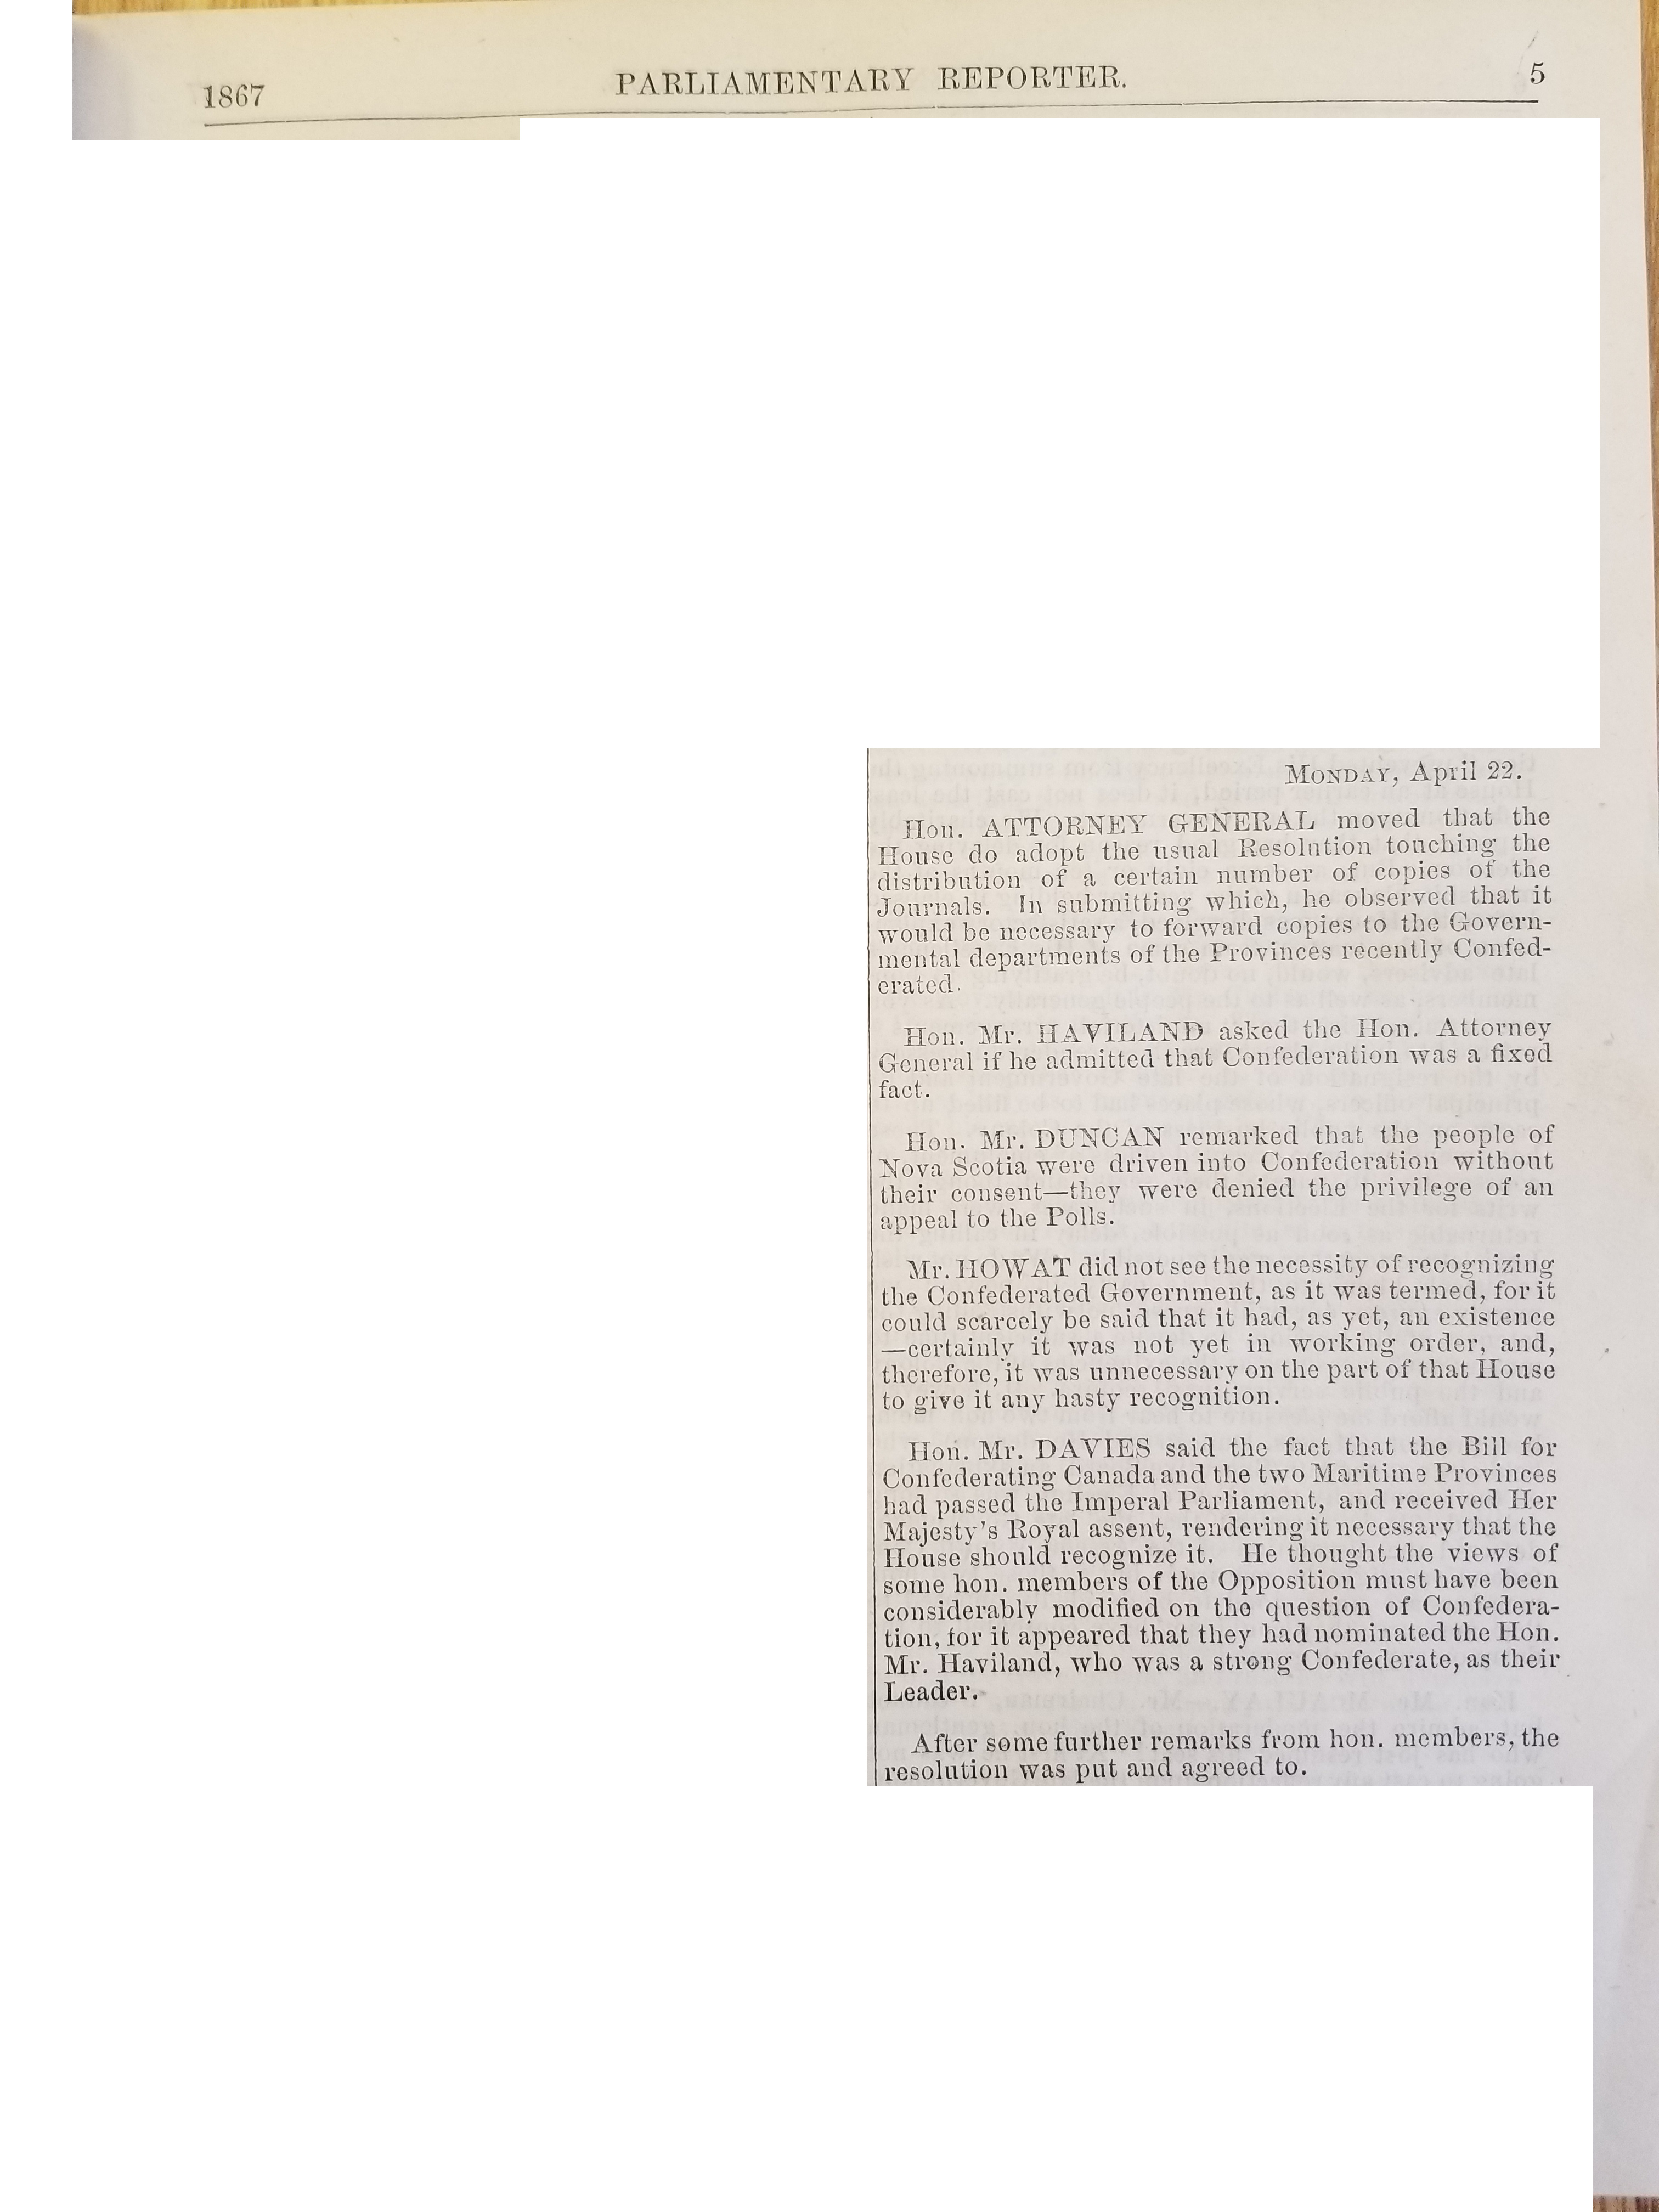 1867
PARLIAMENTARY REPORTER.
5
MONDAY, April 22.
Hon. ATTORNEY GENERAL moved that the
House do adopt the usual Resolution touching the
distribution of a certain number of copies of the
Journals. In submitting which, he observed that it
would be necessary to forward copies to the Govern-
mental departments of the Provinces recently Confed-
erated.
Hon. Mr. HAVILAND asked the Hon. Attorney
General if he admitted that Confederation was a fixed
fact.
Hon. Mr. DUNCAN remarked that the people of
Nova Scotia were driven into Confederation without
their consent—they were denied the privilege of an
appeal to the Polls.
Mr. HOWAT did not see the necessity of recognizing
the Confederated Government, as it was termed, for it
could scarcely be said that it had, as yet, an existence
—certainly it was not yet in working order, and,
therefore, it was unnecessary on the part of that House
to give it any hasty recognition.
Hon. Mr. DAVIES said the fact that the Bill for
Confederating Canada and the two Maritime Provinces
had passed the Imperal Parliament, and received Her
Majesty's Royal assent, rendering it necessary that the
House should recognize it. He thought the views of
some hon. members of the Opposition must have been
considerably modified on the question of Confedera-
tion, for it appeared that they had nominated the Hon.
Mr. Haviland, who was a strong Confederate, as their
Leader.
After some further remarks from hon. members, the
resolution was put and agreed to.